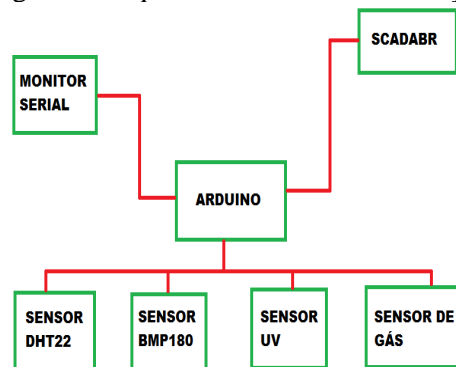 SCADABR
MONITOR
SERIAL
ARDUINO
SENSOR
DHT22
SENSOR
BMP180
SENSOR
UV
SENSOR DE
GÁS